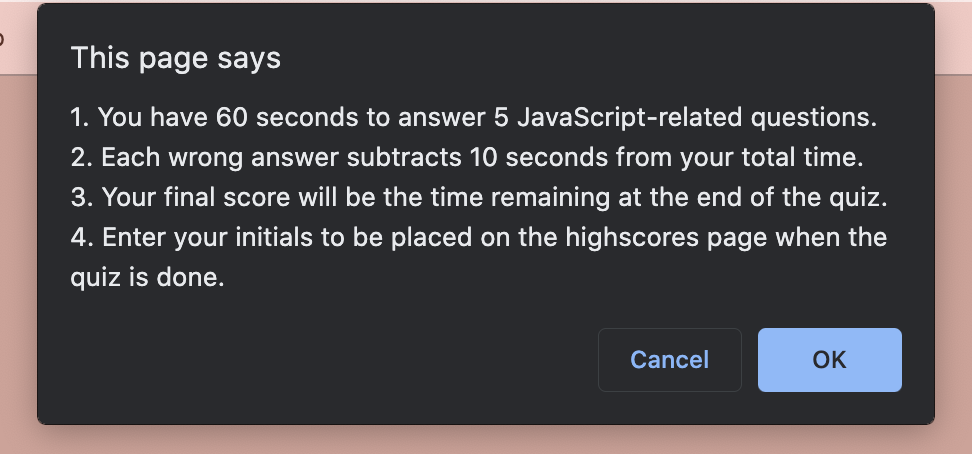 This page says
1. You have 60 seconds to answer 5 JavaScript-related questions.
2. Each wrong answer subtracts 10 seconds from your total time.
3. Your final score will be the time remaining at the end of the quiz.
4. Enter your initials to be placed on the highscores page when the
quiz is done.
Cancel
OK